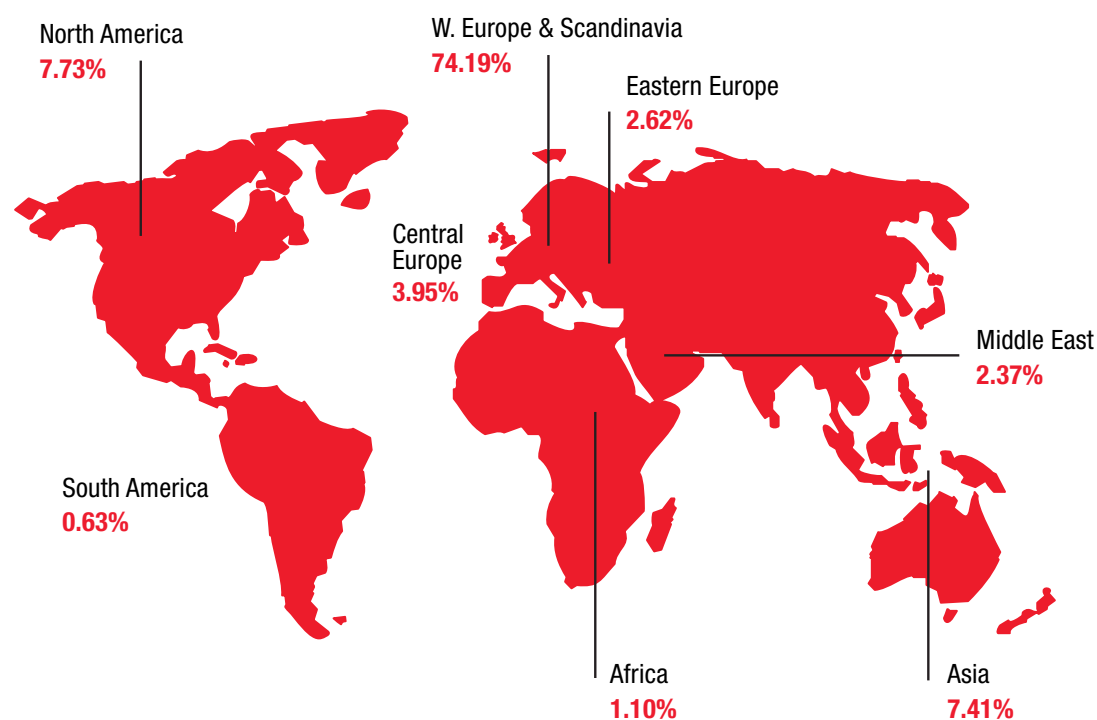 North America
7.73%
W. Europe & Scandinavia
74.19%
Eastern Europe
2.62%
Central
Europe
3.95%
Middle East
2.37%
South America
0.63%
Africa
1.10%
Asia
7.41%